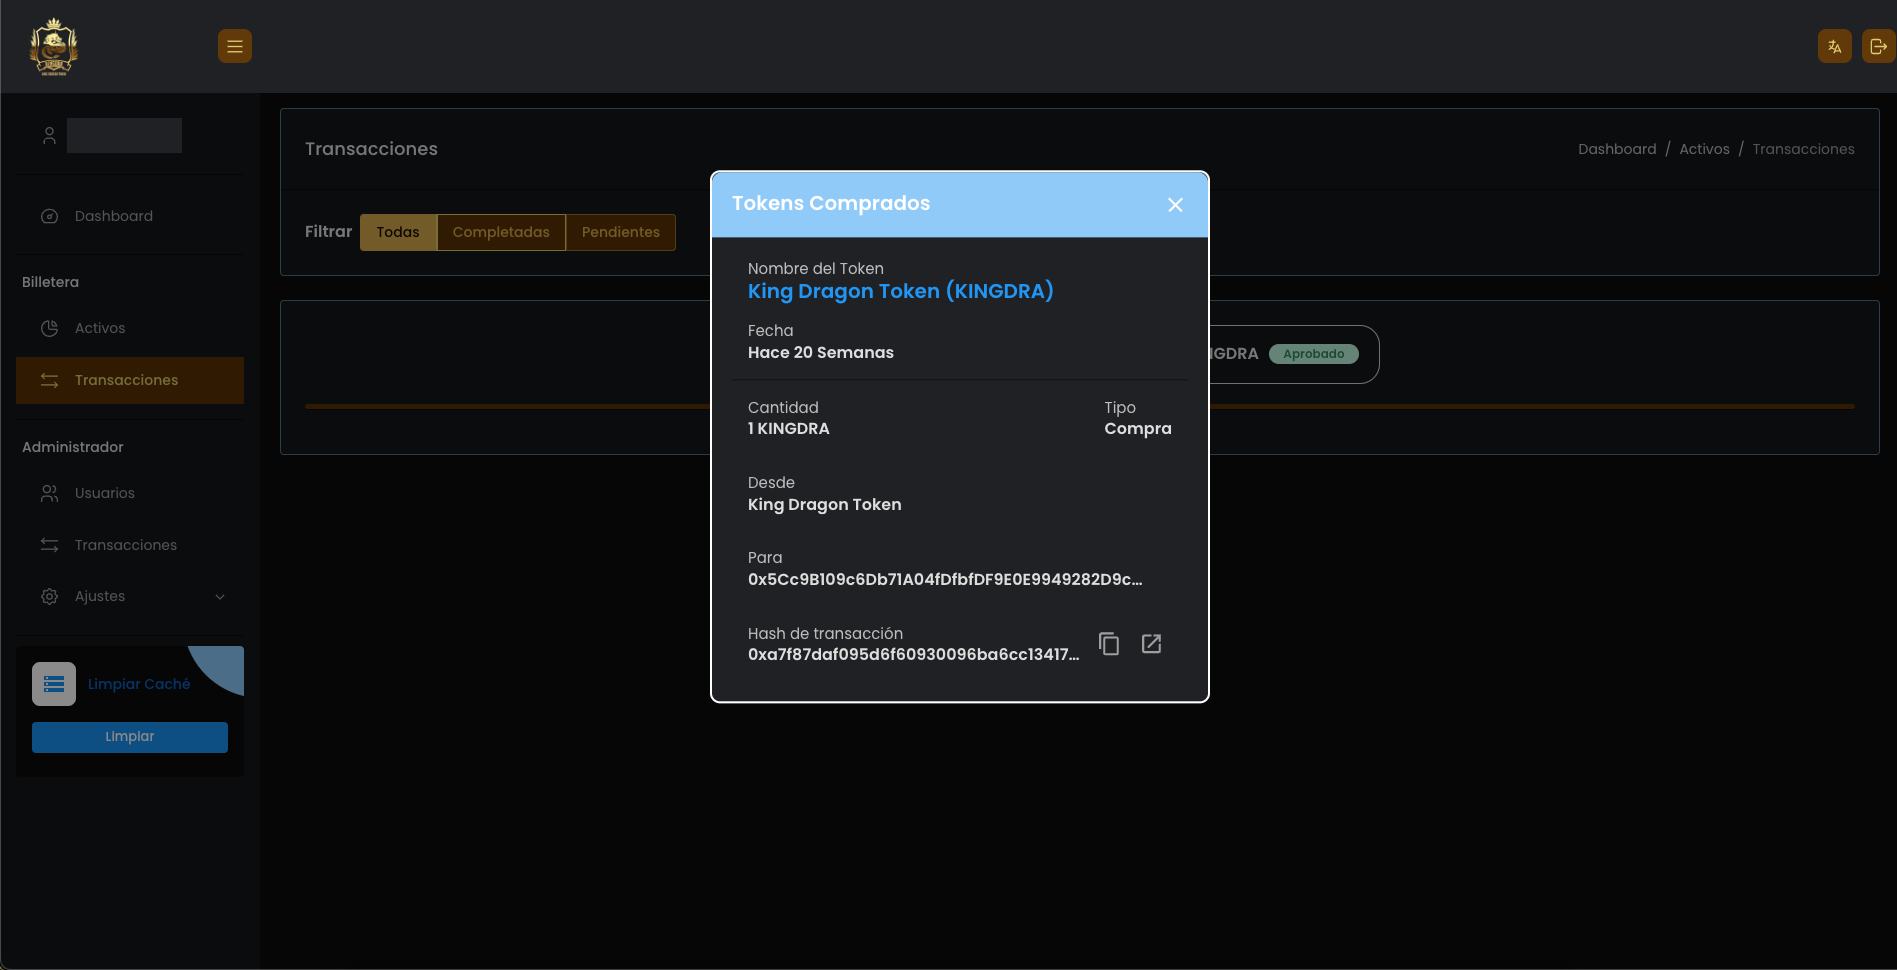 Transacciones
Dashboard / Activos / Transacciones
Filtrar Todas Completadas Pendientes
Dashboard
Billetera
Activos
Transacciones
Administrador
Usuarios
Transacciones
Ajustes
Limpiar Caché
Limpiar
NGDRA Aprobado
Tokens Comprados
Nombre del Token
King Dragon Token (KINGDRA)
Fecha
Hace 20 Semanas
Cantidad
1 KINGDRA
Tipo
Compra
Desde
King Dragon Token
Para
0x5Cc9B109c6Db71A04fDfbfDF9E0E9949282D9c...
Hash de transacción
0xa7f87daf095d6f60930096ba6cc13417...